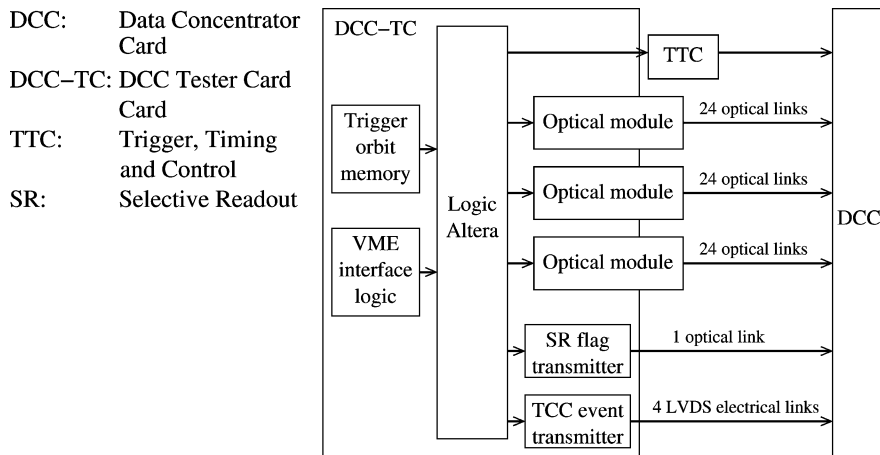 DCC: Data Concentrator
Card
DCC–TC: DCC Tester Card
Card
TTC: Trigger, Timing
and Control
SR: Selective Readout
DCC–TC
Trigger
orbit
memory
VME
interface
logic
Logic
Altera
TTC
Optical module
24 optical links
Optical module
24 optical links
Optical module
24 optical links
SR flag
transmitter
1 optical link
TCC event
transmitter
4 LVDS electrical links
DCC